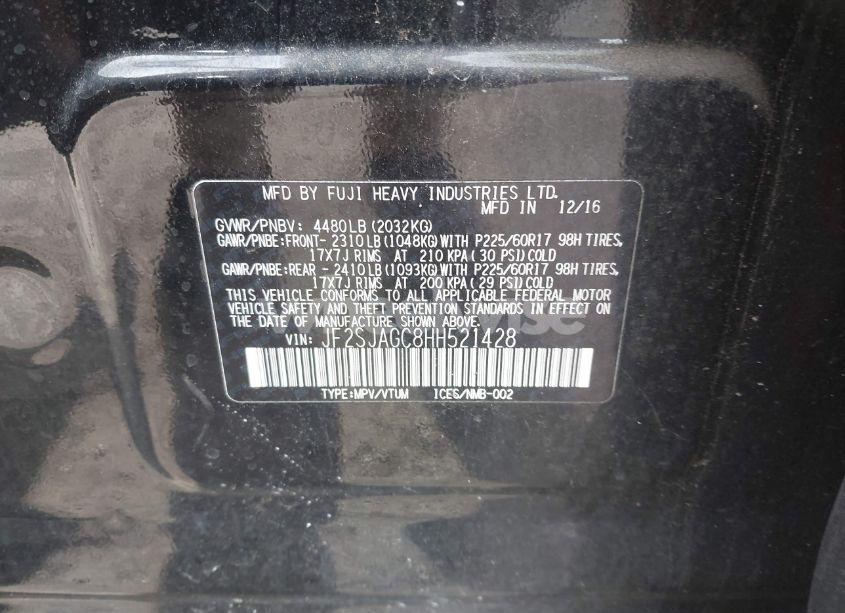 MFD BY FUJI HEAVY INDUSTRIES LTD.
MFD IN 12/16
GVWR/PNBV: 4480LB (2032KG)
GAWR/PNBE:FRONT- 2310LB (1048KG) WITH P225/60R17 98H TIRES,
17X7J RIMS AT 210 KPA (30 PSI) COLD
GAWR/PNBE:REAR - 2410LB (1093KG) WITH P225/60R17 98H TIRES,
17X7J RIMS AT 200 KPA (29 PSI) COLD
THIS VEHICLE CONFORMS TO ALL APPLICABLE FEDERAL MOTOR
VEHICLE SAFETY AND THEFT PREVENTION STANDARDS IN EFFECT ON
THE DATE OF MANUFACTURE SHOWN ABOVE.
VIN: JF2SJAGC8HH521428
TYPE:MPV/VTUM ICES/NMB-002